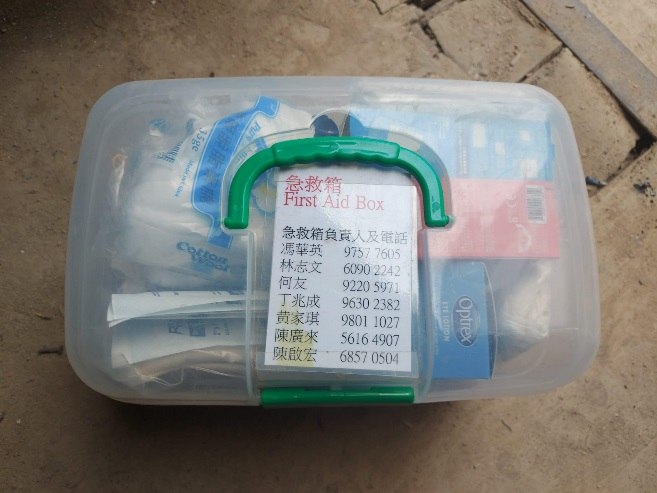 急救箱
First Aid Box
急救箱負責人及電話
馮華英 9757 7605
林志文 6090 2242
何友 9220 5971
丁兆成 9630 2382
黃家琪 9801 1027
陳廣來 5616 4907
陳啟宏 6857 0504
Cotton
Wool
Optrex
EYE LOTION